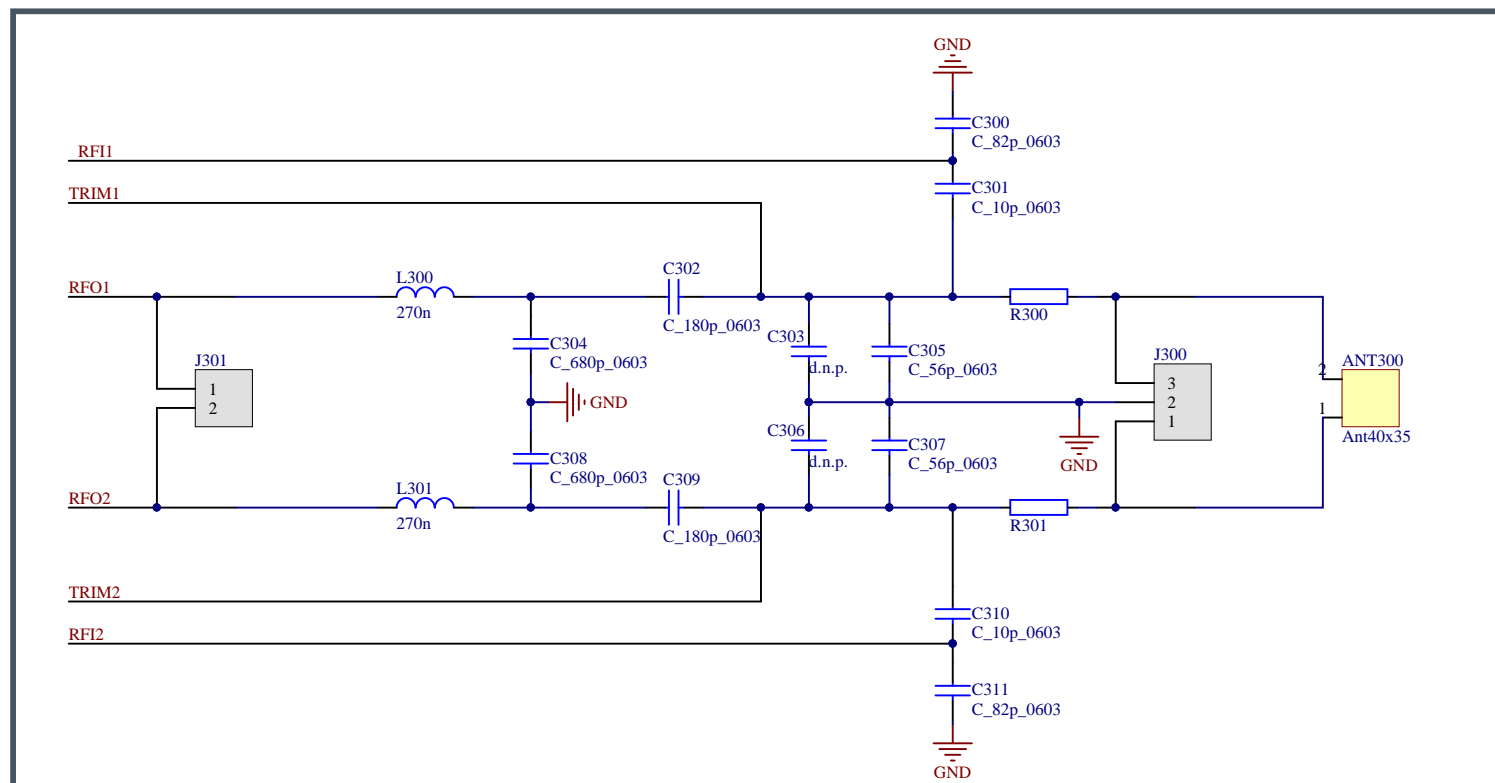 GND
C300
C_82p_0603
RFI1
C301
C_10p_0603
TRIM1
RFO1
L300
270n
C302
C_180p_0603
R300
C303
d.n.p.
C304
C_680p_0603
C305
C_56p_0603
J301
1
2
GND
J300
3
2
1
GND
ANT300
2
1
Ant40x35
C306
d.n.p.
C307
C_56p_0603
C308
C_680p_0603
RFO2
L301
270n
C309
C_180p_0603
R301
TRIM2
C310
C_10p_0603
RFI2
C311
C_82p_0603
GND